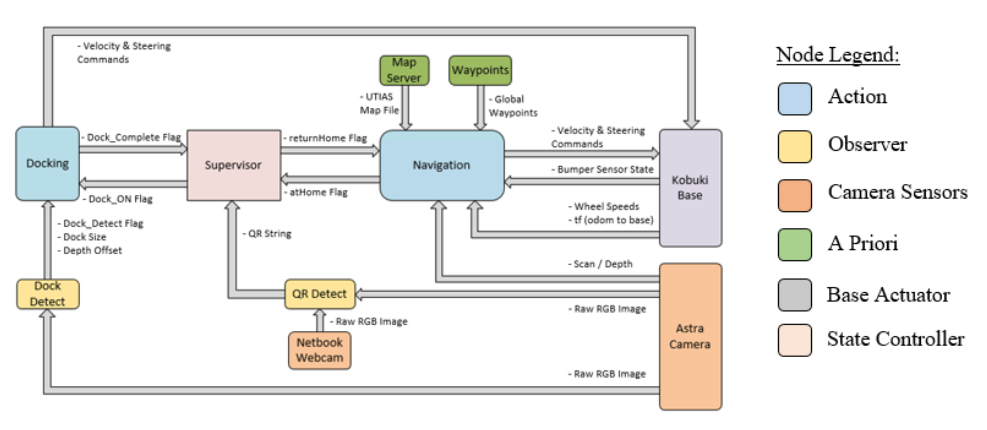 - Velocity & Steering
Commands
Map
Server
Waypoints
- UTIAS
Map File
- Global
Waypoints
Docking
- Dock_Complete Flag
Supervisor
- returnHome Flag
Navigation
- Velocity & Steering
Commands
- Bumper Sensor State
Kobuki
Base
- Dock_ON Flag
- atHome Flag
- Wheel Speeds
- tf (odom to base)
- Dock_Detect Flag
- Dock Size
- Depth Offset
- QR String
- Scan / Depth
Dock
Detect
QR Detect
- Raw RGB Image
- Raw RGB Image
Netbook
Webcam
Astra
Camera
- Raw RGB Image
Node Legend:
Action
Observer
Camera Sensors
A Priori
Base Actuator
State Controller